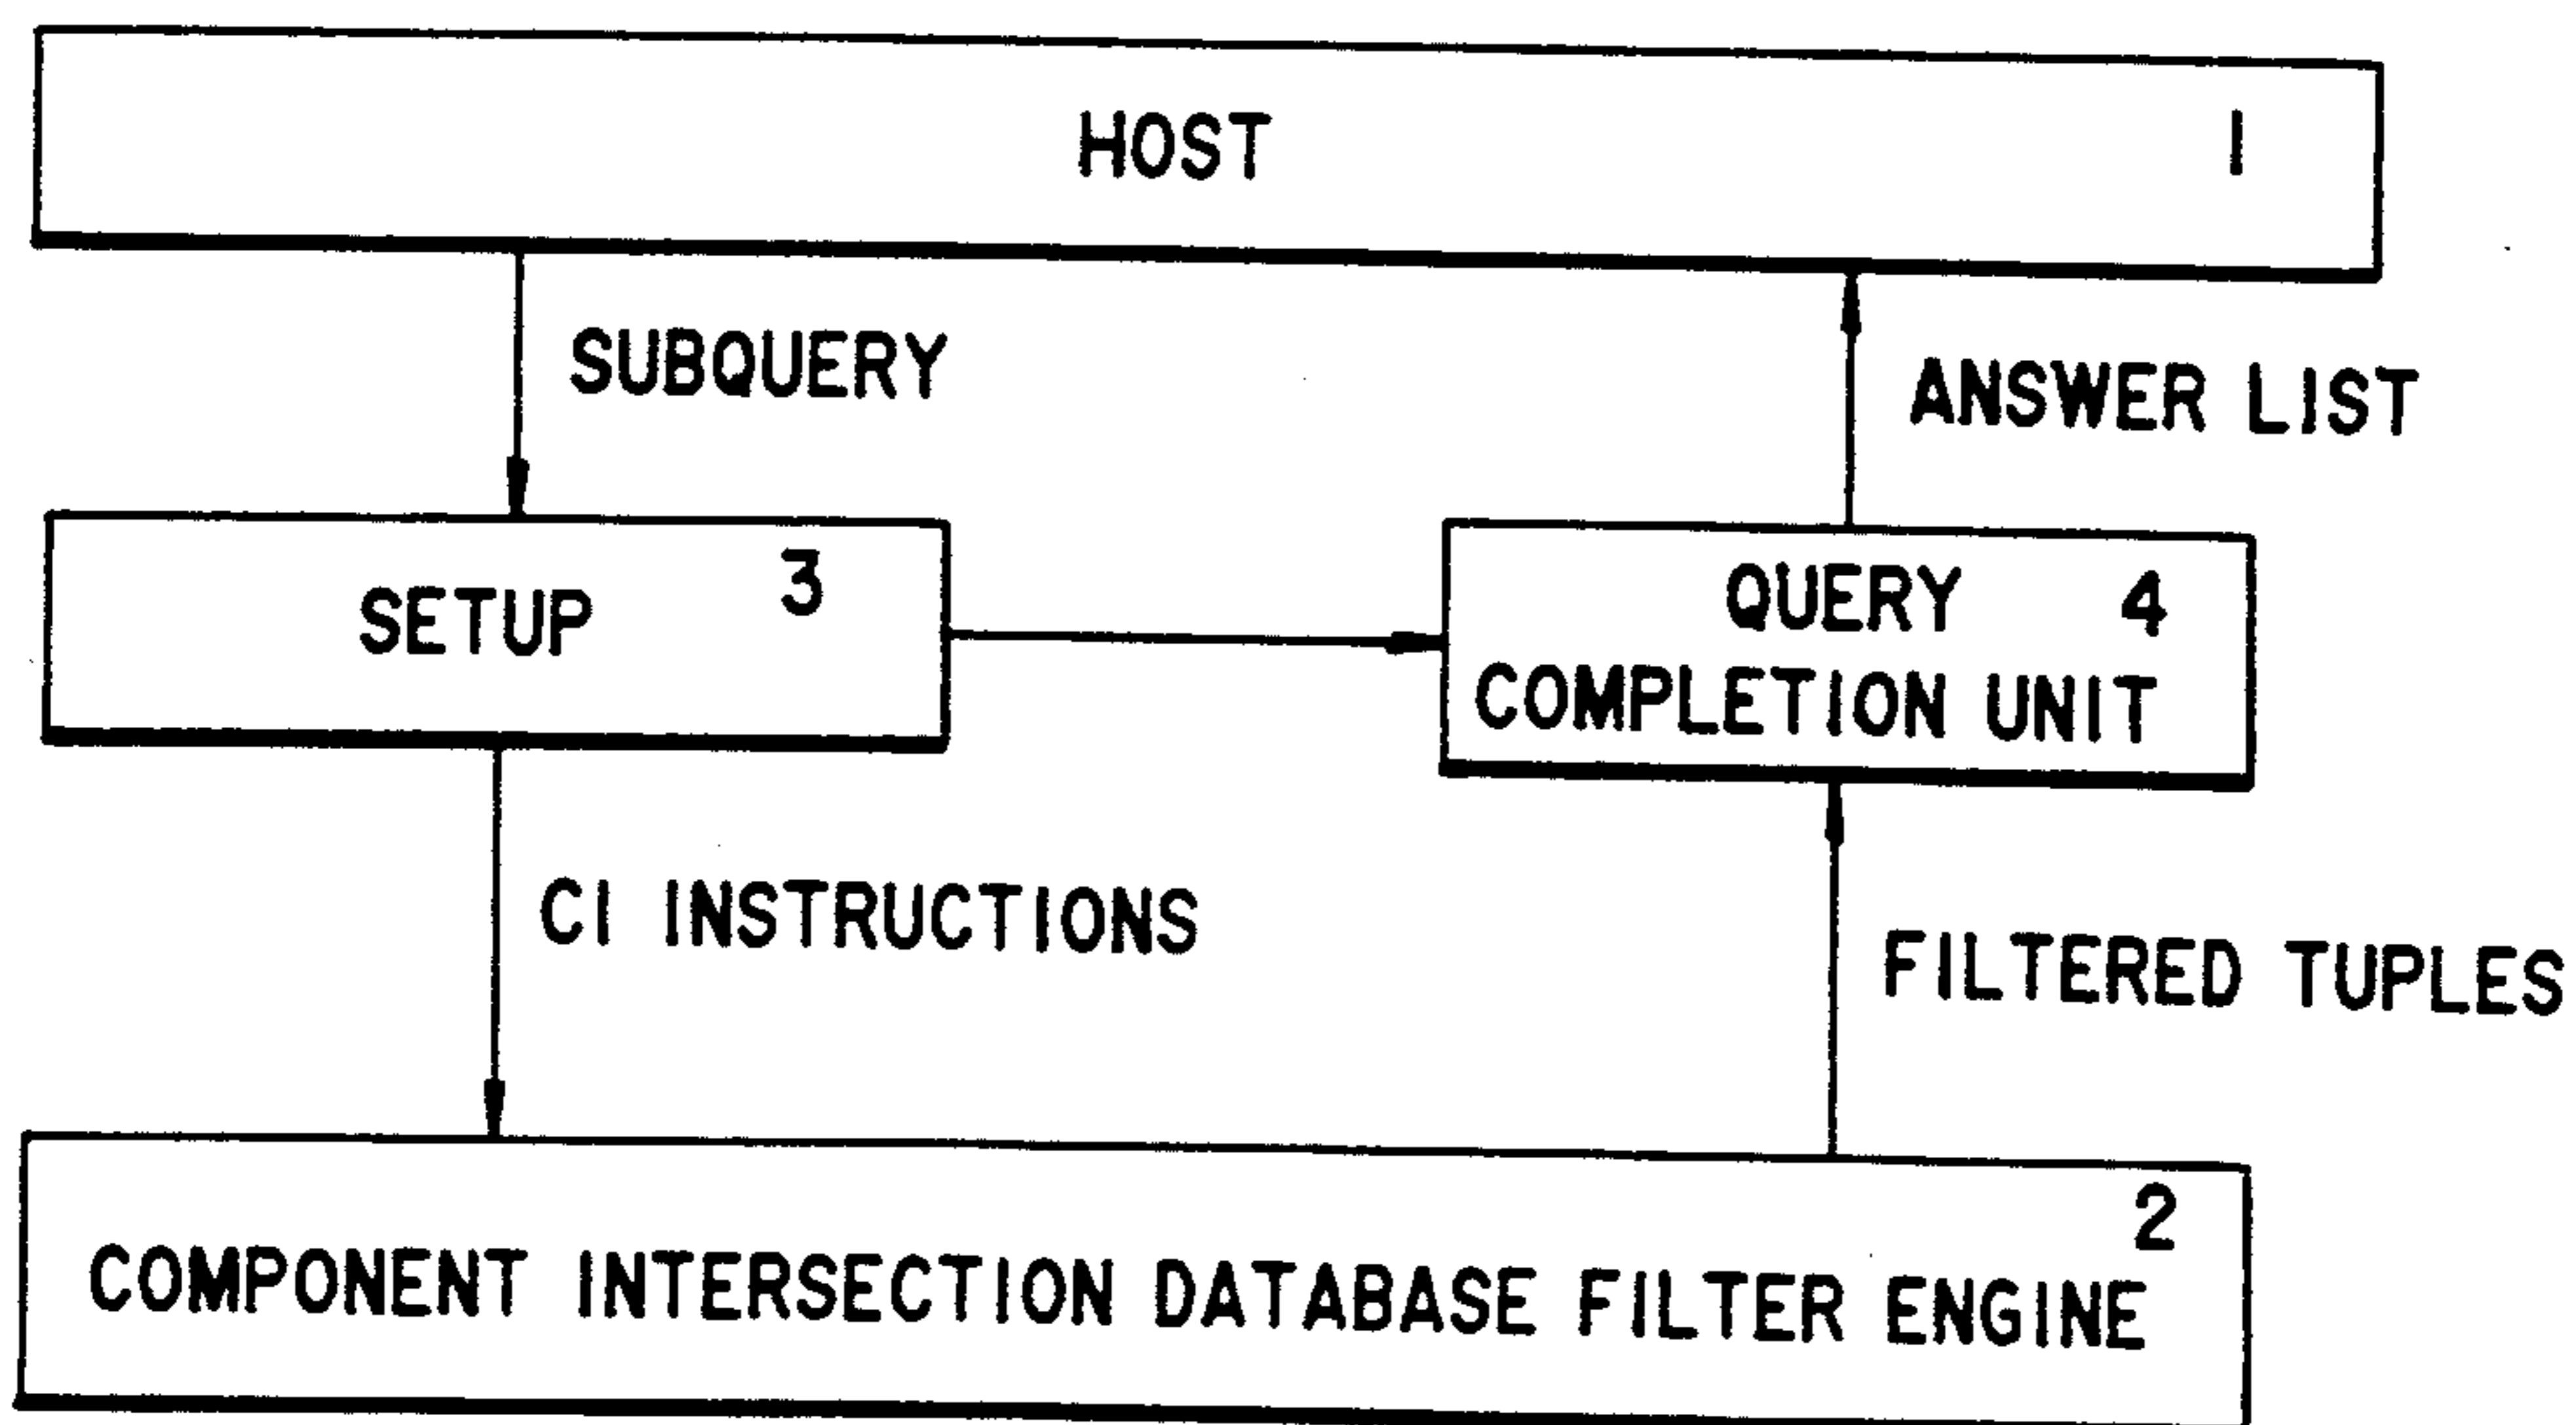 HOST 1
SUBQUERY
ANSWER LIST
SETUP 3
QUERY 4
COMPLETION UNIT
CI INSTRUCTIONS
FILTERED TUPLES
2
COMPONENT INTERSECTION DATABASE FILTER ENGINE